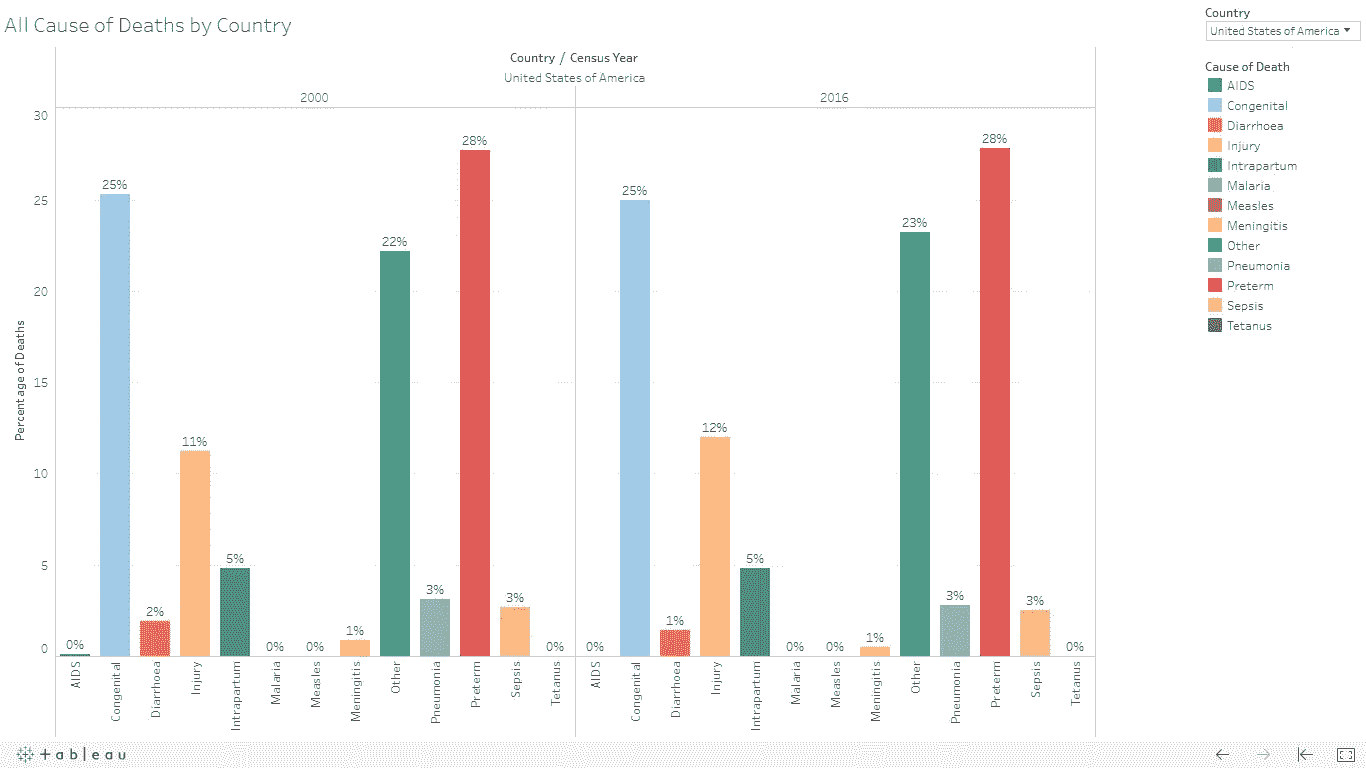 All Cause of Deaths by Country
Country
United States of America
Country / Census Year
United States of America
2000
2016
Cause of Death
AIDS
Congenital
Diarrhoea
Injury
Intrapartum
Malaria
Measles
Meningitis
Other
Pneumonia
Preterm
Sepsis
Tetanus
Percent age of Deaths
30
25
20
15
10
5
0
0%
25%
2%
11%
5%
0%
0%
1%
22%
3%
28%
3%
0%
0%
25%
1%
12%
5%
0%
0%
1%
23%
3%
28%
3%
0%
AIDS
Congenital
Diarrhoea
Injury
Intrapartum
Malaria
Measles
Meningitis
Other
Pneumonia
Preterm
Sepsis
Tetanus
AIDS
Congenital
Diarrhoea
Injury
Intrapartum
Malaria
Measles
Meningitis
Other
Pneumonia
Preterm
Sepsis
Tetanus
+ a b l e a u